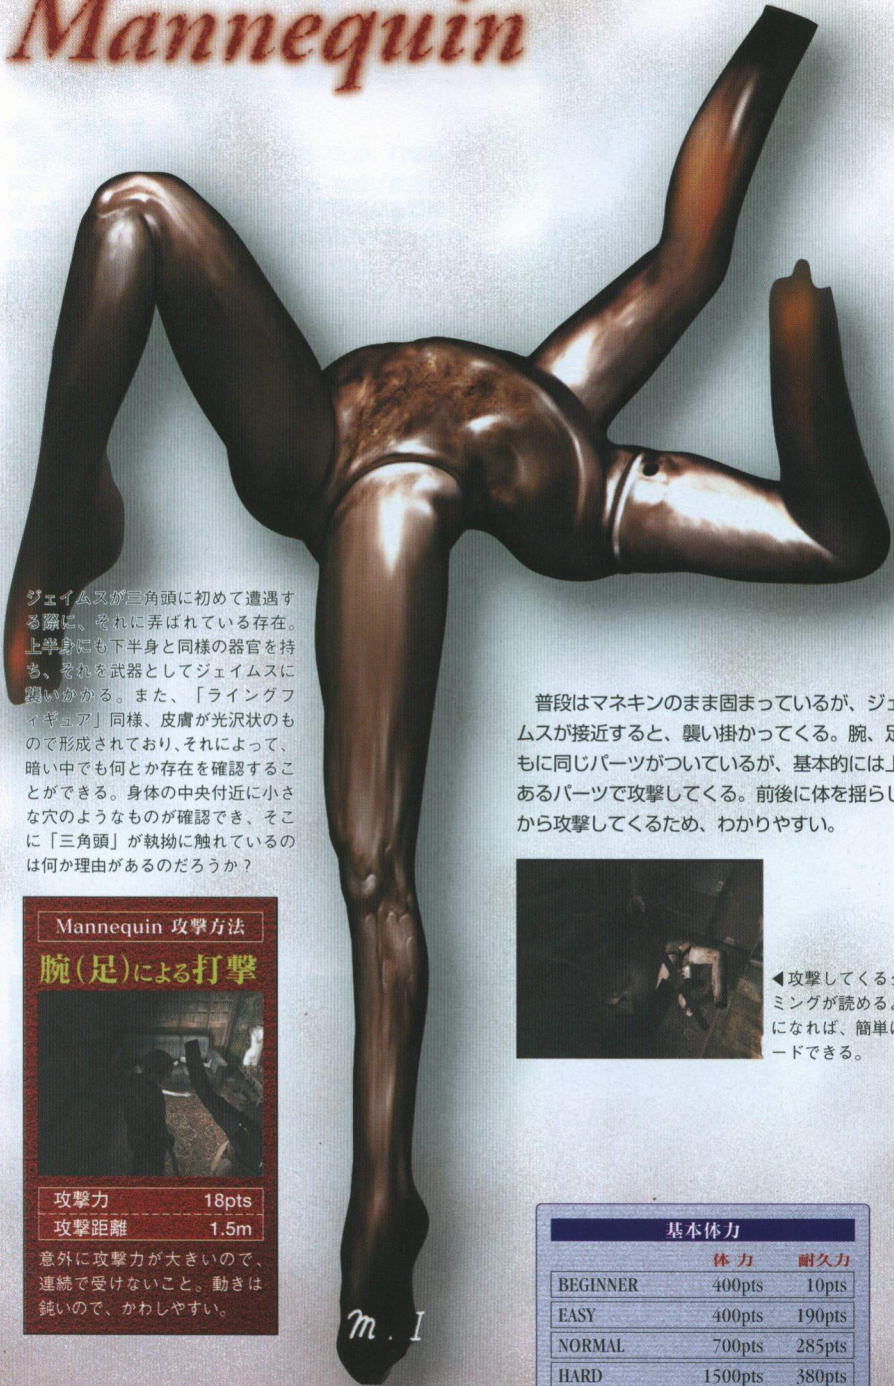 Mannequin
ジェイムスが三角頭に初めて遭遇す
る際に、それに弄ばれている存在。
上半身にも下半身と同様の器官を持
ち、それを武器としてジェイムスに
襲いかかる。また、「ライングフ
ィギュア」同様、皮膚が光沢状のも
ので形成されており、それによって、
暗い中でも何とか存在を確認するこ
とができる。身体の中央付近に小さ
な穴のようなものが確認でき、そこ
に「三角頭」が執拗に触れているの
は何か理由があるのだろうか?
Mannequin 攻撃方法
腕(足)による打撃
攻撃力 18pts
攻撃距離 1.5m
意外に攻撃力が大きいので、
連続で受けないこと。動きは
鈍いので、かわしやすい。
普段はマネキンのまま固まっているが、ジェ
ムスが接近すると、襲い掛かってくる。腕、足
もに同じパーツがついているが、基本的には上
あるパーツで攻撃してくる。前後に体を揺らし
から攻撃してくるため、わかりやすい。
◀攻撃してくるタ
ミングが読めるよ
になれば、簡単に
ードできる。
基本体力
体力 耐久力
BEGINNER 400pts 10pts
EASY 400pts 190pts
NORMAL 700pts 285pts
HARD 1500pts 380pts
m.I